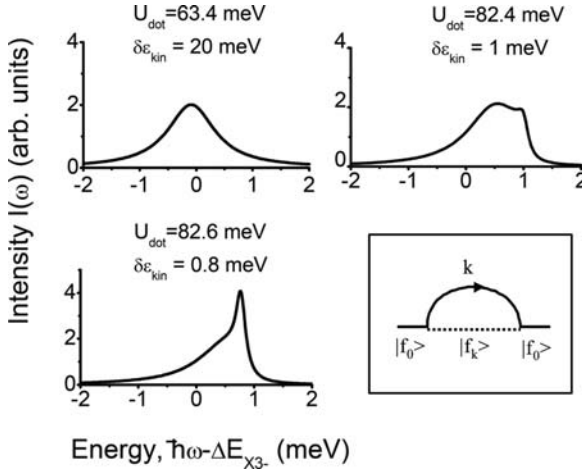 U_dot=63.4 meV
δε_kin = 20 meV
U_dot=82.4 meV
δε_kin = 1 meV
Intensity I(ω) (arb. units)
4
2
0
-2 -1 0 1 2
4
2
0
-2 -1 0 1 2
U_dot=82.6 meV
δε_kin = 0.8 meV
4
2
0
-2 -1 0 1 2
k
|f_0> |f_k> |f_0>
Energy, ħω-ΔE_X3- (meV)